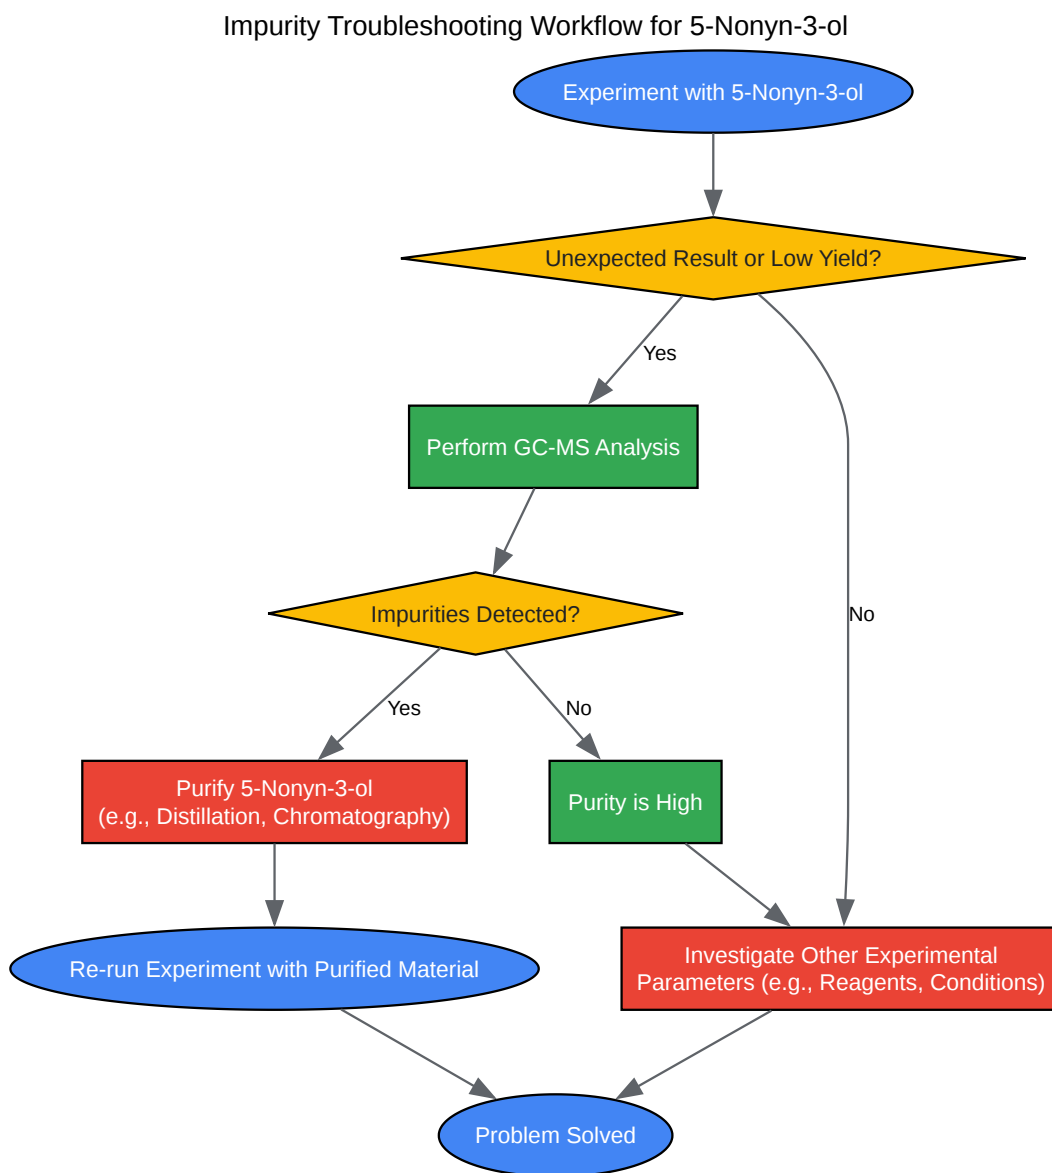 Impurity Troubleshooting Workflow for 5-Nonyn-3-ol
Experiment with 5-Nonyn-3-ol
Unexpected Result or Low Yield?
Yes
Perform GC-MS Analysis
Impurities Detected?
No
Yes
No
Purify 5-Nonyn-3-ol
(e.g., Distillation, Chromatography)
Purity is High
Re-run Experiment with Purified Material
Investigate Other Experimental
Parameters (e.g., Reagents, Conditions)
Problem Solved